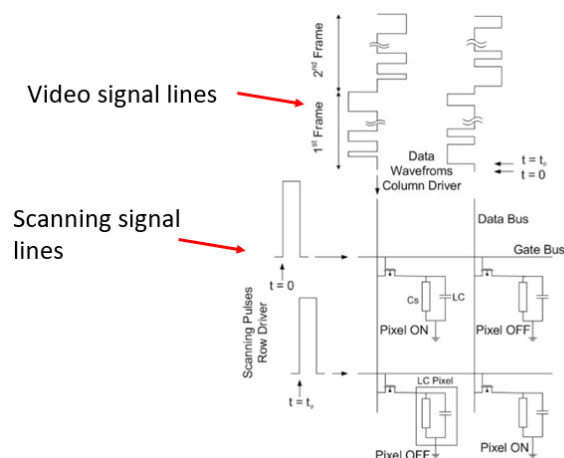 Video signal lines
2nd Frame
1st Frame
Data
Wavefroms
Column Driver
t = tp
t = 0
Scanning signal
lines
Data Bus
Gate Bus
t = 0
Cs
LC
Pixel ON
Pixel OFF
Scanning Pulses
Row Driver
t = tp
LC Pixel
Pixel OFF
Pixel ON